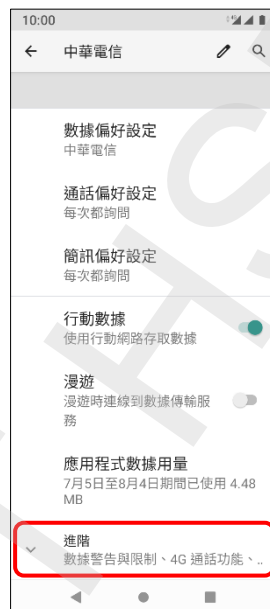 10:00
中華電信
數據偏好設定
中華電信
通話偏好設定
每次都詢問
簡訊偏好設定
每次都詢問
行動數據
使用行動網路存取數據
漫遊
漫遊時連線到數據傳輸服
務
應用程式數據用量
7月5日至8月4日期間已使用 4.48
MB
進階
數據警告與限制、4G 通話功能、..